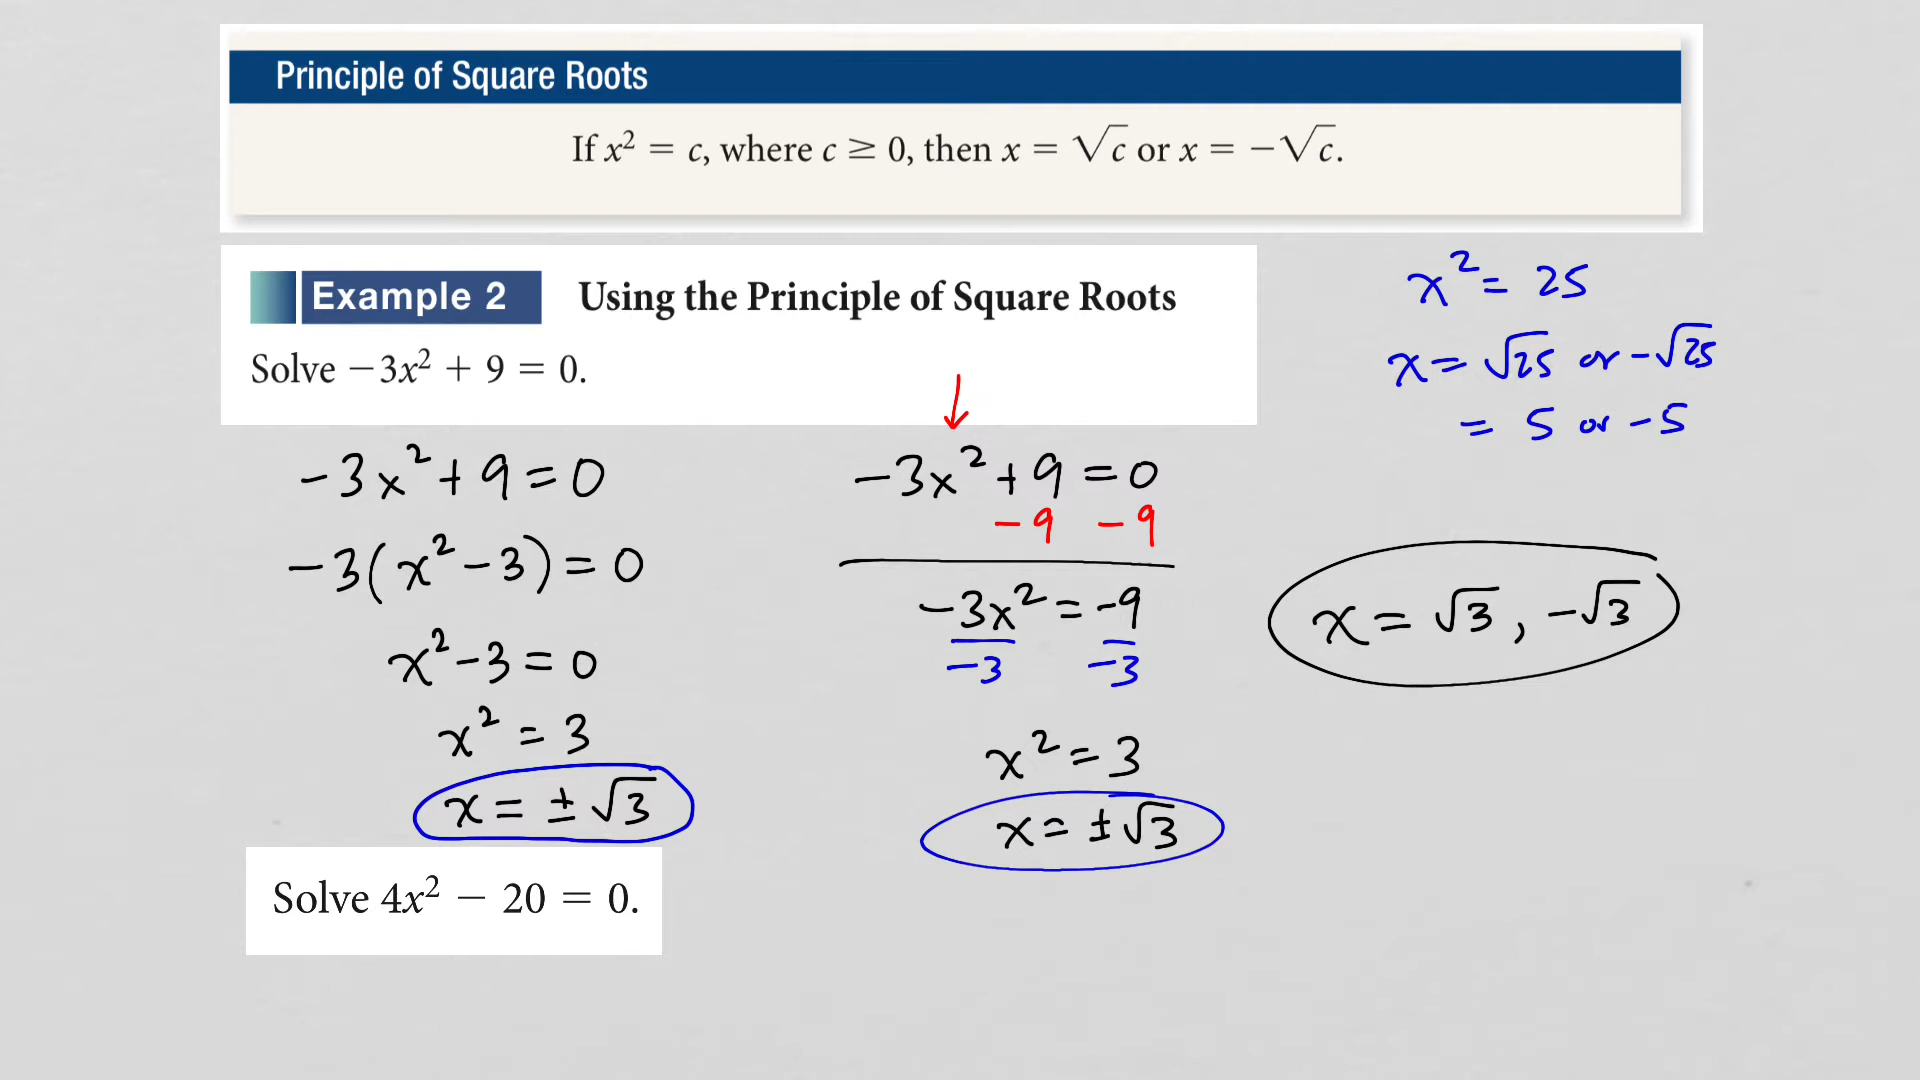 Principle of Square Roots
If x² = c, where c ≥ 0, then x = √c or x = −√c.
Example 2 Using the Principle of Square Roots
Solve −3x² + 9 = 0.
x² = 25
x = √25 or −√25
= 5 or −5
−3x² + 9 = 0
−3(x² − 3) = 0
x² − 3 = 0
x² = 3
x = ± √3
−3x² + 9 = 0
−9 −9
−3x² = −9
−3 −3
x² = 3
x = ± √3
x = √3, −√3
Solve 4x² − 20 = 0.